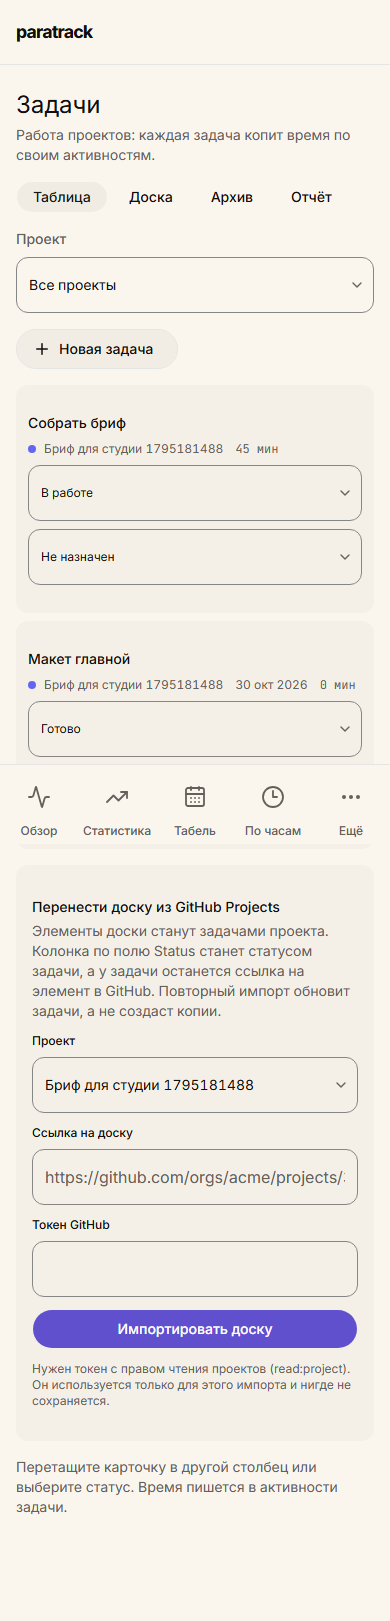 paratrack
Задачи
Работа проектов: каждая задача копит время по
своим активностям.
Таблица Доска Архив Отчёт
Проект
Все проекты
+ Новая задача
Собрать бриф
Бриф для студии 1795181488 45 мин
В работе
Не назначен
Макет главной
Бриф для студии 1795181488 30 окт 2026 0 мин
Готово
Обзор Статистика Табель По часам Ещё
Перенести доску из GitHub Projects
Элементы доски станут задачами проекта.
Колонка по полю Status станет статусом
задачи, а у задачи останется ссылка на
элемент в GitHub. Повторный импорт обновит
задачи, а не создаст копии.
Проект
Бриф для студии 1795181488
Ссылка на доску
https://github.com/orgs/acme/projects/
Токен GitHub
Импортировать доску
Нужен токен с правом чтения проектов (read:project).
Он используется только для этого импорта и нигде не
сохраняется.
Перетащите карточку в другой столбец или
выберите статус. Время пишется в активности
задачи.